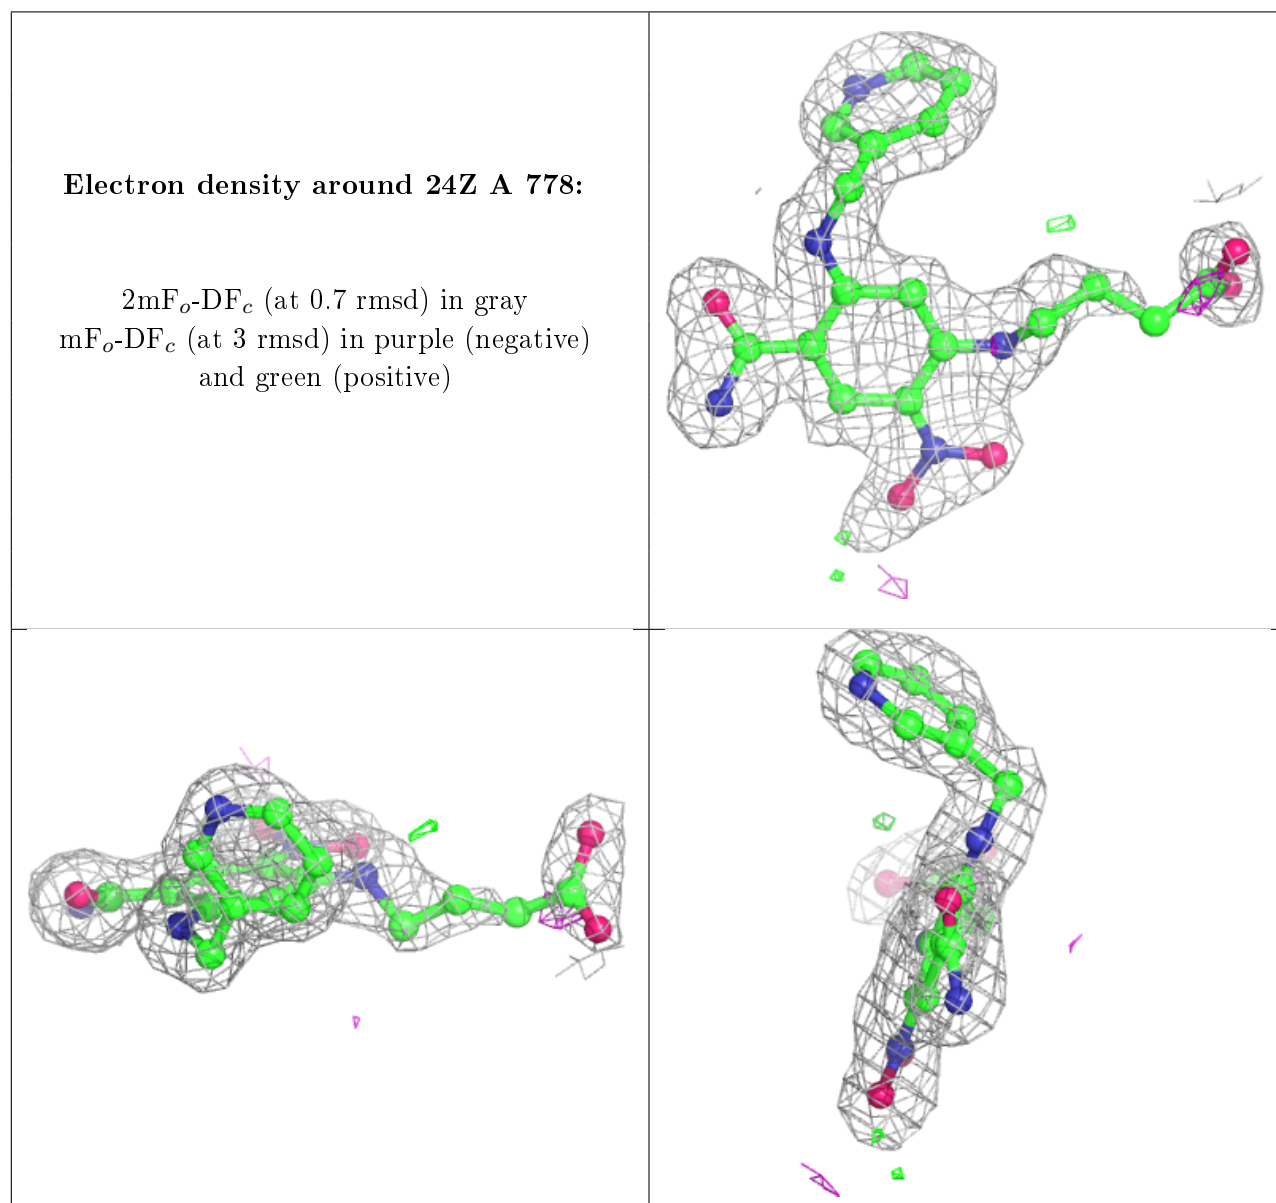 Electron density around 24Z A 778:
2mFo-DFc (at 0.7 rmsd) in gray
mFo-DFc (at 3 rmsd) in purple (negative)
and green (positive)